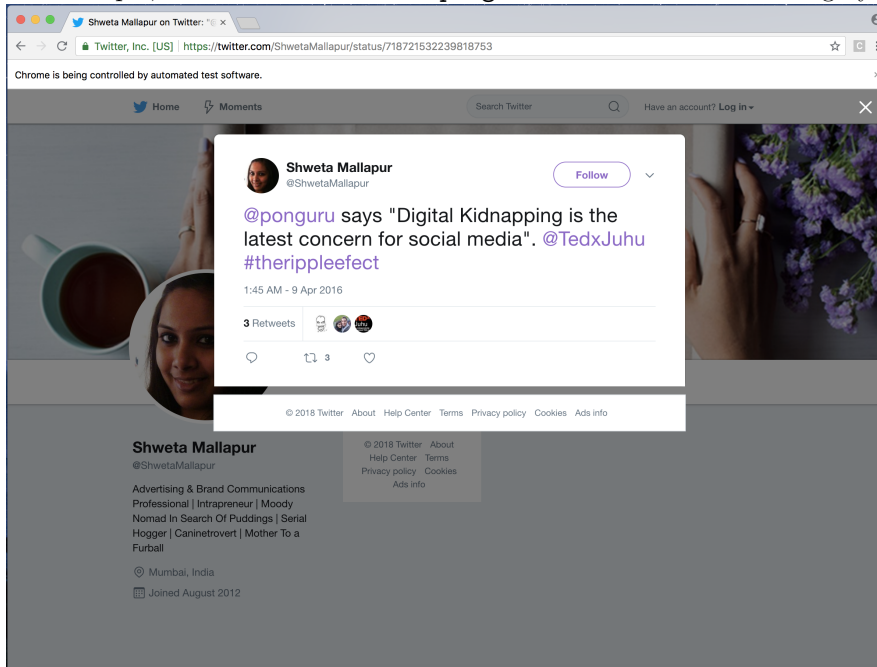 Shweta Mallapur on Twitter: "@
Twitter, Inc. [US] https://twitter.com/ShwetaMallapur/status/718721532239818753
Chrome is being controlled by automated test software.
Home Moments Search Twitter Have an account? Log in
Shweta Mallapur
@ShwetaMallapur
Follow
@ponguru says "Digital Kidnapping is the
latest concern for social media". @TedxJuhu
#therippleefect
1:45 AM - 9 Apr 2016
3 Retweets
3
© 2018 Twitter About Help Center Terms Privacy policy Cookies Ads info
Shweta Mallapur
@ShwetaMallapur
Advertising & Brand Communications
Professional | Intrapreneur | Moody
Nomad In Search Of Puddings | Serial
Hogger | Caninetrovert | Mother To a
Furball
Mumbai, India
Joined August 2012
© 2018 Twitter About
Help Center Terms
Privacy policy Cookies
Ads info